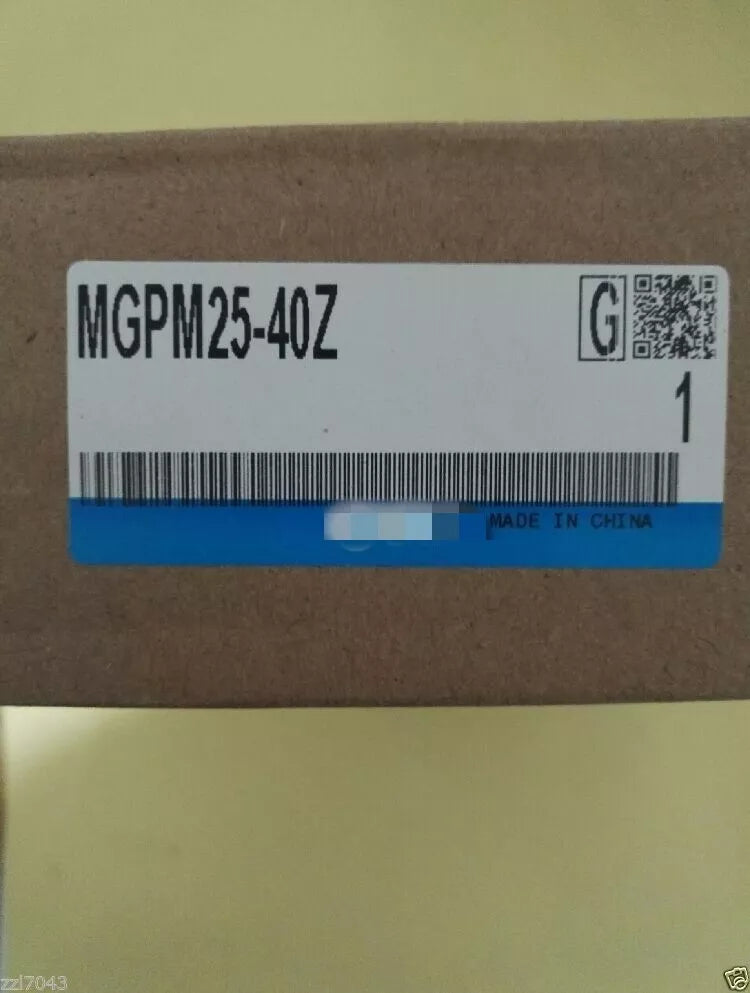 MGPM25-40Z
G
1
MADE IN CHINA
zzl7043